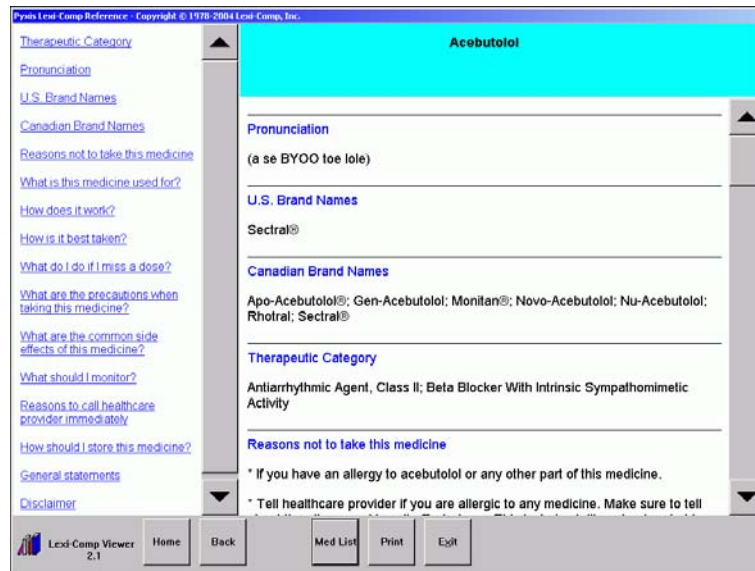 Pyxis Lexi-Comp Reference - Copyright © 1978-2004 Lexi-Comp, Inc.
Therapeutic Category
Pronunciation
U.S. Brand Names
Canadian Brand Names
Reasons not to take this medicine
What is this medicine used for?
How does it work?
How is it best taken?
What do I do if I miss a dose?
What are the precautions when
taking this medicine?
What are the common side
effects of this medicine?
What should I monitor?
Reasons to call healthcare
provider immediately
How should I store this medicine?
General statements
Disclaimer
Acebutolol
Pronunciation
(a se BYOO toe lole)
U.S. Brand Names
Sectral®
Canadian Brand Names
Apo-Acebutolol®; Gen-Acebutolol; Monitan®; Novo-Acebutolol; Nu-Acebutolol;
Rhotral; Sectral®
Therapeutic Category
Antiarrhythmic Agent, Class II; Beta Blocker With Intrinsic Sympathomimetic
Activity
Reasons not to take this medicine
* If you have an allergy to acebutolol or any other part of this medicine.
* Tell healthcare provider if you are allergic to any medicine. Make sure to tell
Lexi-Comp Viewer
2.1
Home
Back
Med List
Print
Exit